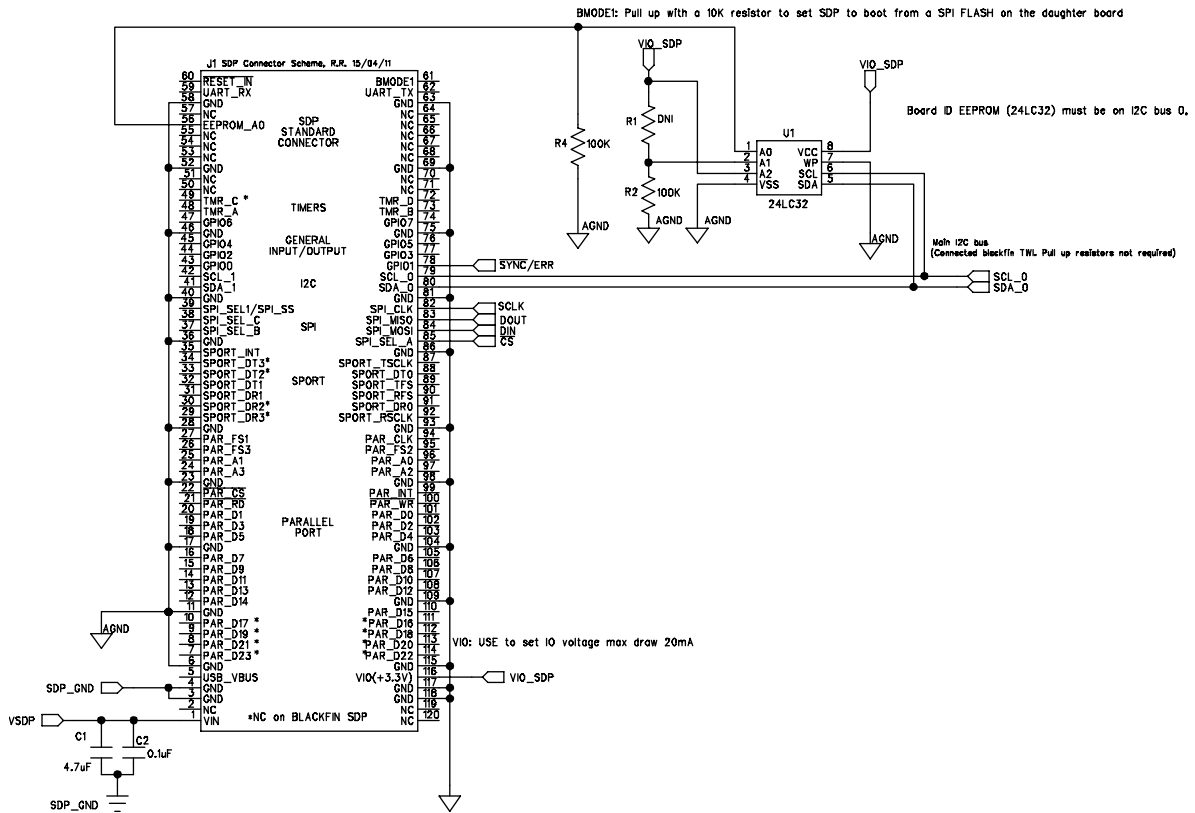 BMODE1: Pull up with a 10K resistor to set SDP to boot from a SPI FLASH on the daughter board
VIO_SDP
VIO_SDP
J1 SDP Connector Scheme, R.R. 15/04/11
60 RESET_IN BMODE1 61
59 UART_RX UART_TX 62
58 GND GND 63
57 NC NC 64
56 EEPROM_A0 NC 65
55 NC NC 66
54 NC NC 67
53 NC NC 68
52 GND GND 69
51 NC NC 70
50 NC NC 71
49 TMR_C * TMR_D 72
48 TMR_A TMR_B 73
47 GPIO6 GPIO7 74
46 GND GND 75
45 GPIO4 GPIO5 76
44 GPIO2 GPIO3 77
43 GPIO0 GPIO1 78
42 SCL_1 SCL_0 79
41 SDA_1 SDA_0 80
40 GND GND 81
39 SPI_SEL1/SPI_SS SPI_CLK 82
38 SPI_SEL_C SPI_MISO 83
37 SPI_SEL_B SPI_MOSI 84
36 GND SPI_SEL_A 85
35 SPORT_INT GND 86
34 SPORT_DT3* SPORT_TSCLK 87
33 SPORT_DT2* SPORT_DT0 88
32 SPORT_DT1 SPORT_TFS 89
31 SPORT_DR1 SPORT_RFS 90
30 SPORT_DR2* SPORT_DR0 91
29 SPORT_DR3* SPORT_RSCLK 92
28 GND GND 93
27 PAR_FS1 PAR_CLK 94
26 PAR_FS3 PAR_FS2 95
25 PAR_A1 PAR_A0 96
24 PAR_A3 PAR_A2 97
23 GND GND 98
22 PAR_CS PAR_INT 99
21 PAR_RD PAR_WR 100
20 PAR_D1 PAR_D0 101
19 PAR_D3 PAR_D2 102
18 PAR_D5 PAR_D4 103
17 GND GND 104
16 PAR_D7 PAR_D6 105
15 PAR_D9 PAR_D8 106
14 PAR_D11 PAR_D10 107
13 PAR_D13 PAR_D12 108
12 PAR_D14 GND 109
11 GND PAR_D15 110
10 PAR_D17 * *PAR_D16 111
9 PAR_D19 * *PAR_D18 112
8 PAR_D21 * *PAR_D20 113
7 PAR_D23 * *PAR_D22 114
6 GND GND 115
5 USB_VBUS VIO(+3.3V) 116
4 GND GND 117
3 GND GND 118
2 NC NC 119
1 VIN NC 120
*NC on BLACKFIN SDP
SDP
STANDARD
CONNECTOR
TIMERS
GENERAL
INPUT/OUTPUT
I2C
SPI
SPORT
PARALLEL
PORT
Board ID EEPROM (24LC32) must be on I2C bus 0.
R1 DNI
R4 100K
R2 100K
U1
1 A0 VCC 8
2 A1 WP 7
3 A2 SCL 6
4 VSS SDA 5
24LC32
AGND
AGND
AGND
AGND
Main I2C bus
(Connected blackfin TWI. Pull up resistors not required)
SYNC/ERR
SCL_0
SDA_0
SCLK
DOUT
DIN
CS
AGND
VIO: USE to set IO voltage max draw 20mA
VIO_SDP
SDP_GND
VSDP
C1
4.7uF
C2
0.1uF
SDP_GND